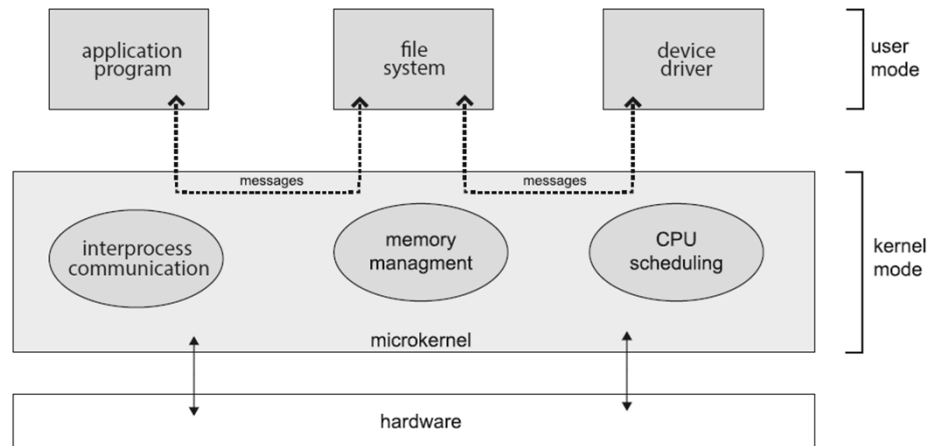 application
program
file
system
device
driver
user
mode
messages
messages
interprocess
communication
memory
managment
CPU
scheduling
kernel
mode
microkernel
hardware